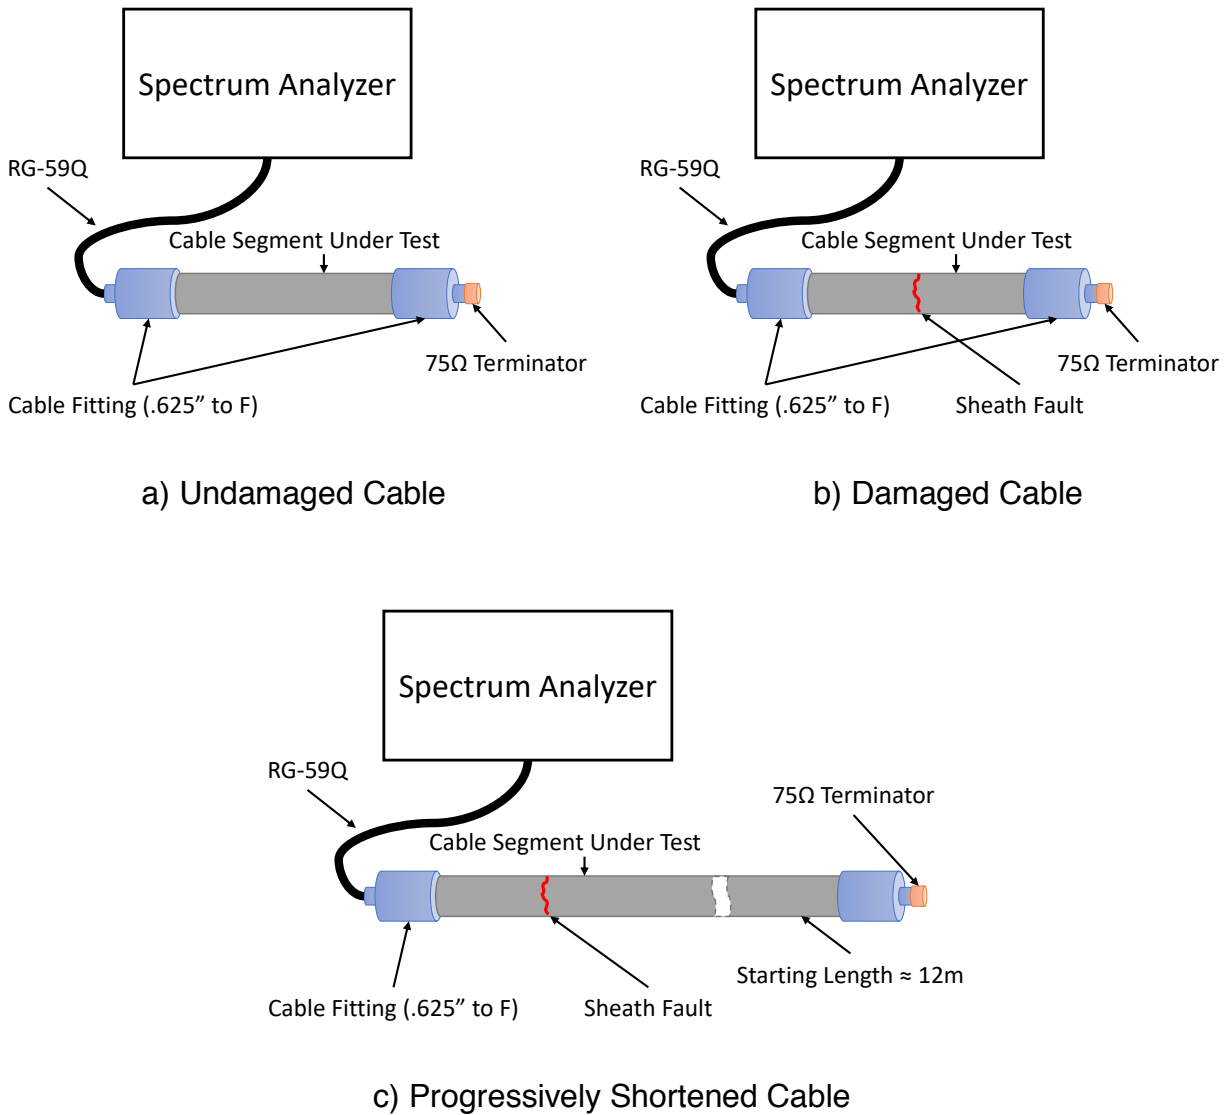 Spectrum Analyzer
RG-59Q
Cable Segment Under Test
75Ω Terminator
Cable Fitting (.625” to F)
a) Undamaged Cable
Spectrum Analyzer
RG-59Q
Cable Segment Under Test
75Ω Terminator
Cable Fitting (.625” to F)
Sheath Fault
b) Damaged Cable
Spectrum Analyzer
RG-59Q
75Ω Terminator
Cable Segment Under Test
Starting Length ≈ 12m
Cable Fitting (.625” to F)
Sheath Fault
c) Progressively Shortened Cable